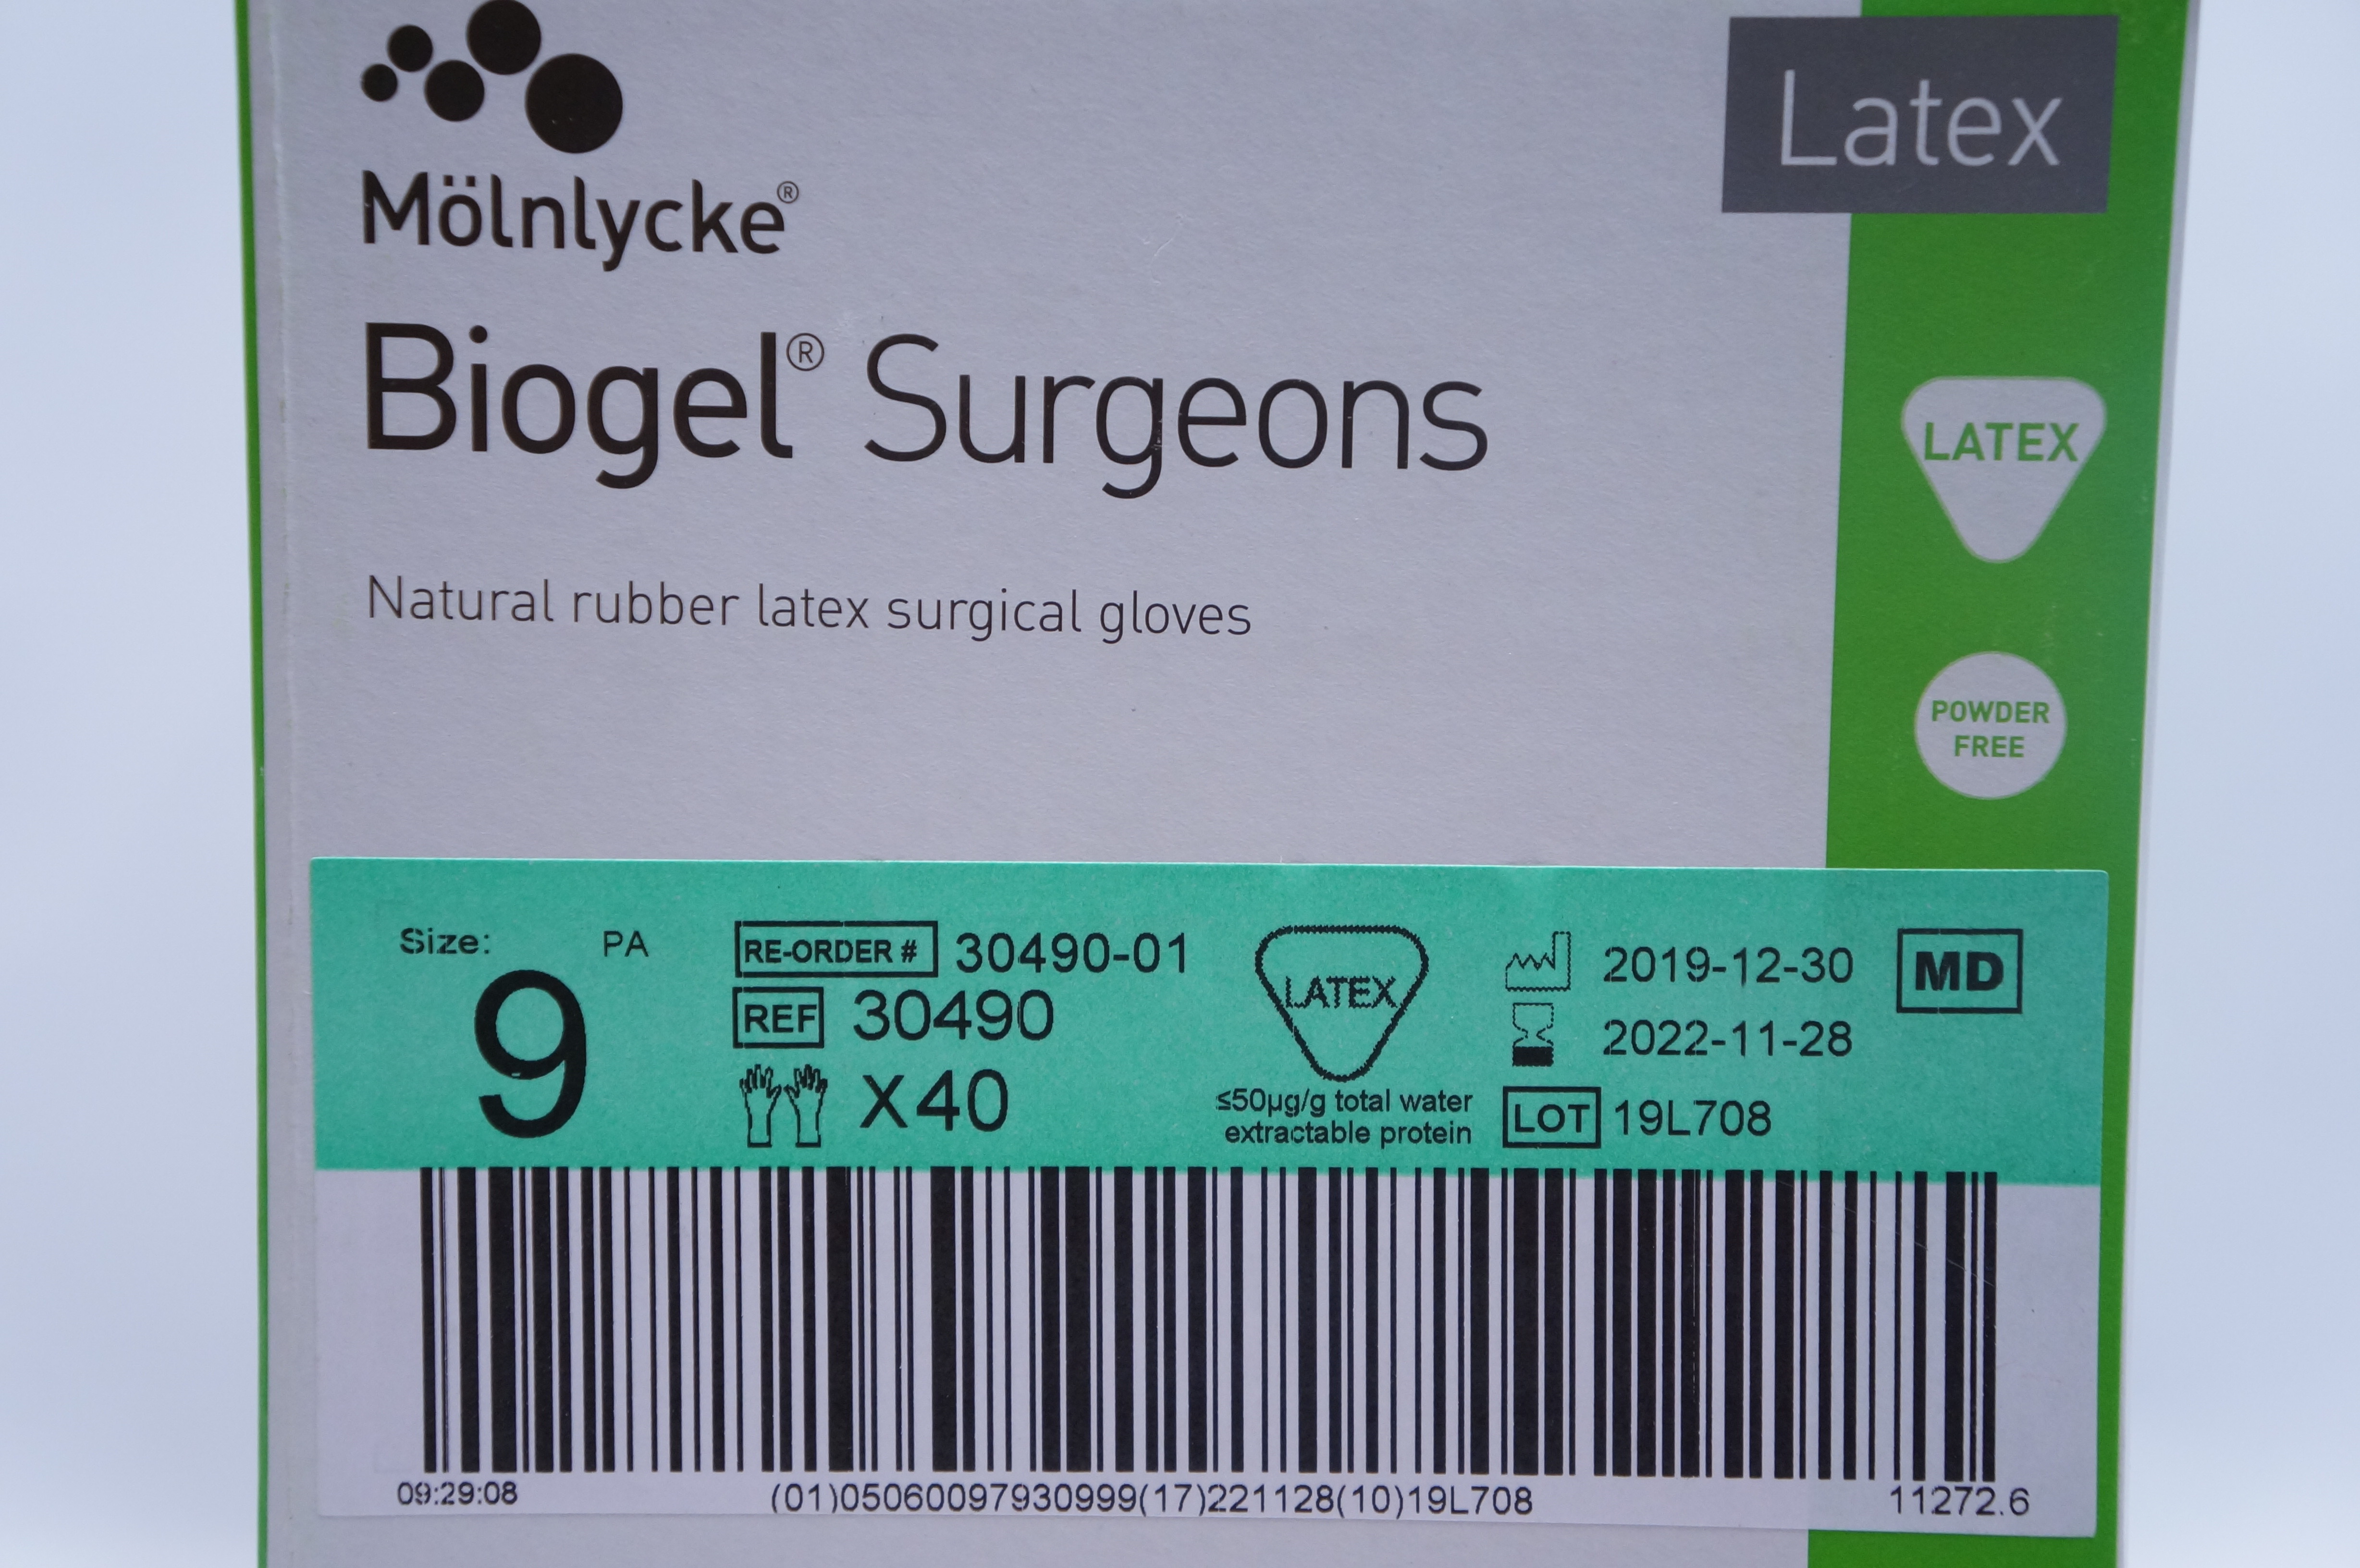 Mölnlycke®
Latex
Biogel® Surgeons
Natural rubber latex surgical gloves
LATEX
POWDER
FREE
Size:
9
PA
RE-ORDER # 30490-01
REF 30490
X40
LATEX
≤50µg/g total water
extractable protein
2019-12-30
2022-11-28
LOT 19L708
MD
09:29:08
(01)05060097930999(17)221128(10)19L708
11272.6